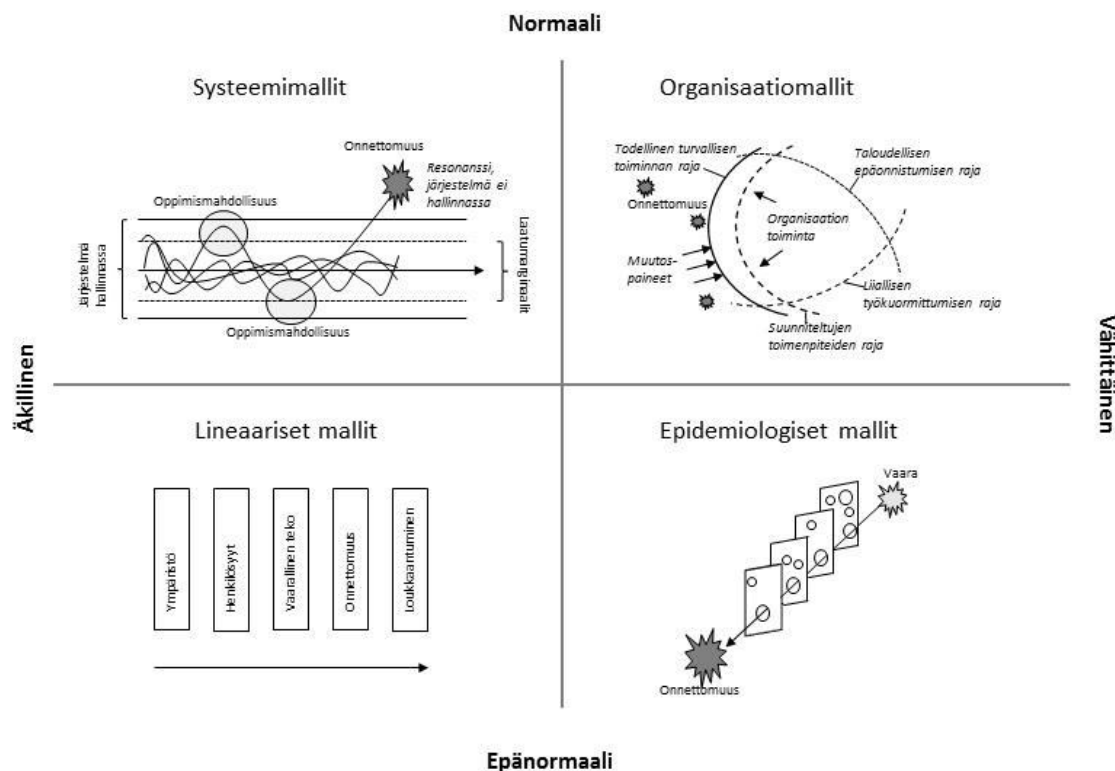 Normaali
Systeemimallit
Onnettomuus
Resonanssi,
järjestelmä ei
hallinnassa
Oppimismahdollisuus
Järjestelmä
hallinnassa
Laatumarginaalit
Oppimismahdollisuus
Organisaatiomallit
Todellinen turvallisen
toiminnan raja
Taloudellisen
epäonnistumisen raja
Onnettomuus
Organisaation
toiminta
Muutos-
paineet
Liiallisen
työkuormittumisen raja
Suunniteltujen
toimenpiteiden raja
Äkillinen
Vähittäinen
Lineaariset mallit
Ympäristö
Henkilösyyt
Vaarallinen teko
Onnettomuus
Loukkaantuminen
Epidemiologiset mallit
Vaara
Onnettomuus
Epänormaali